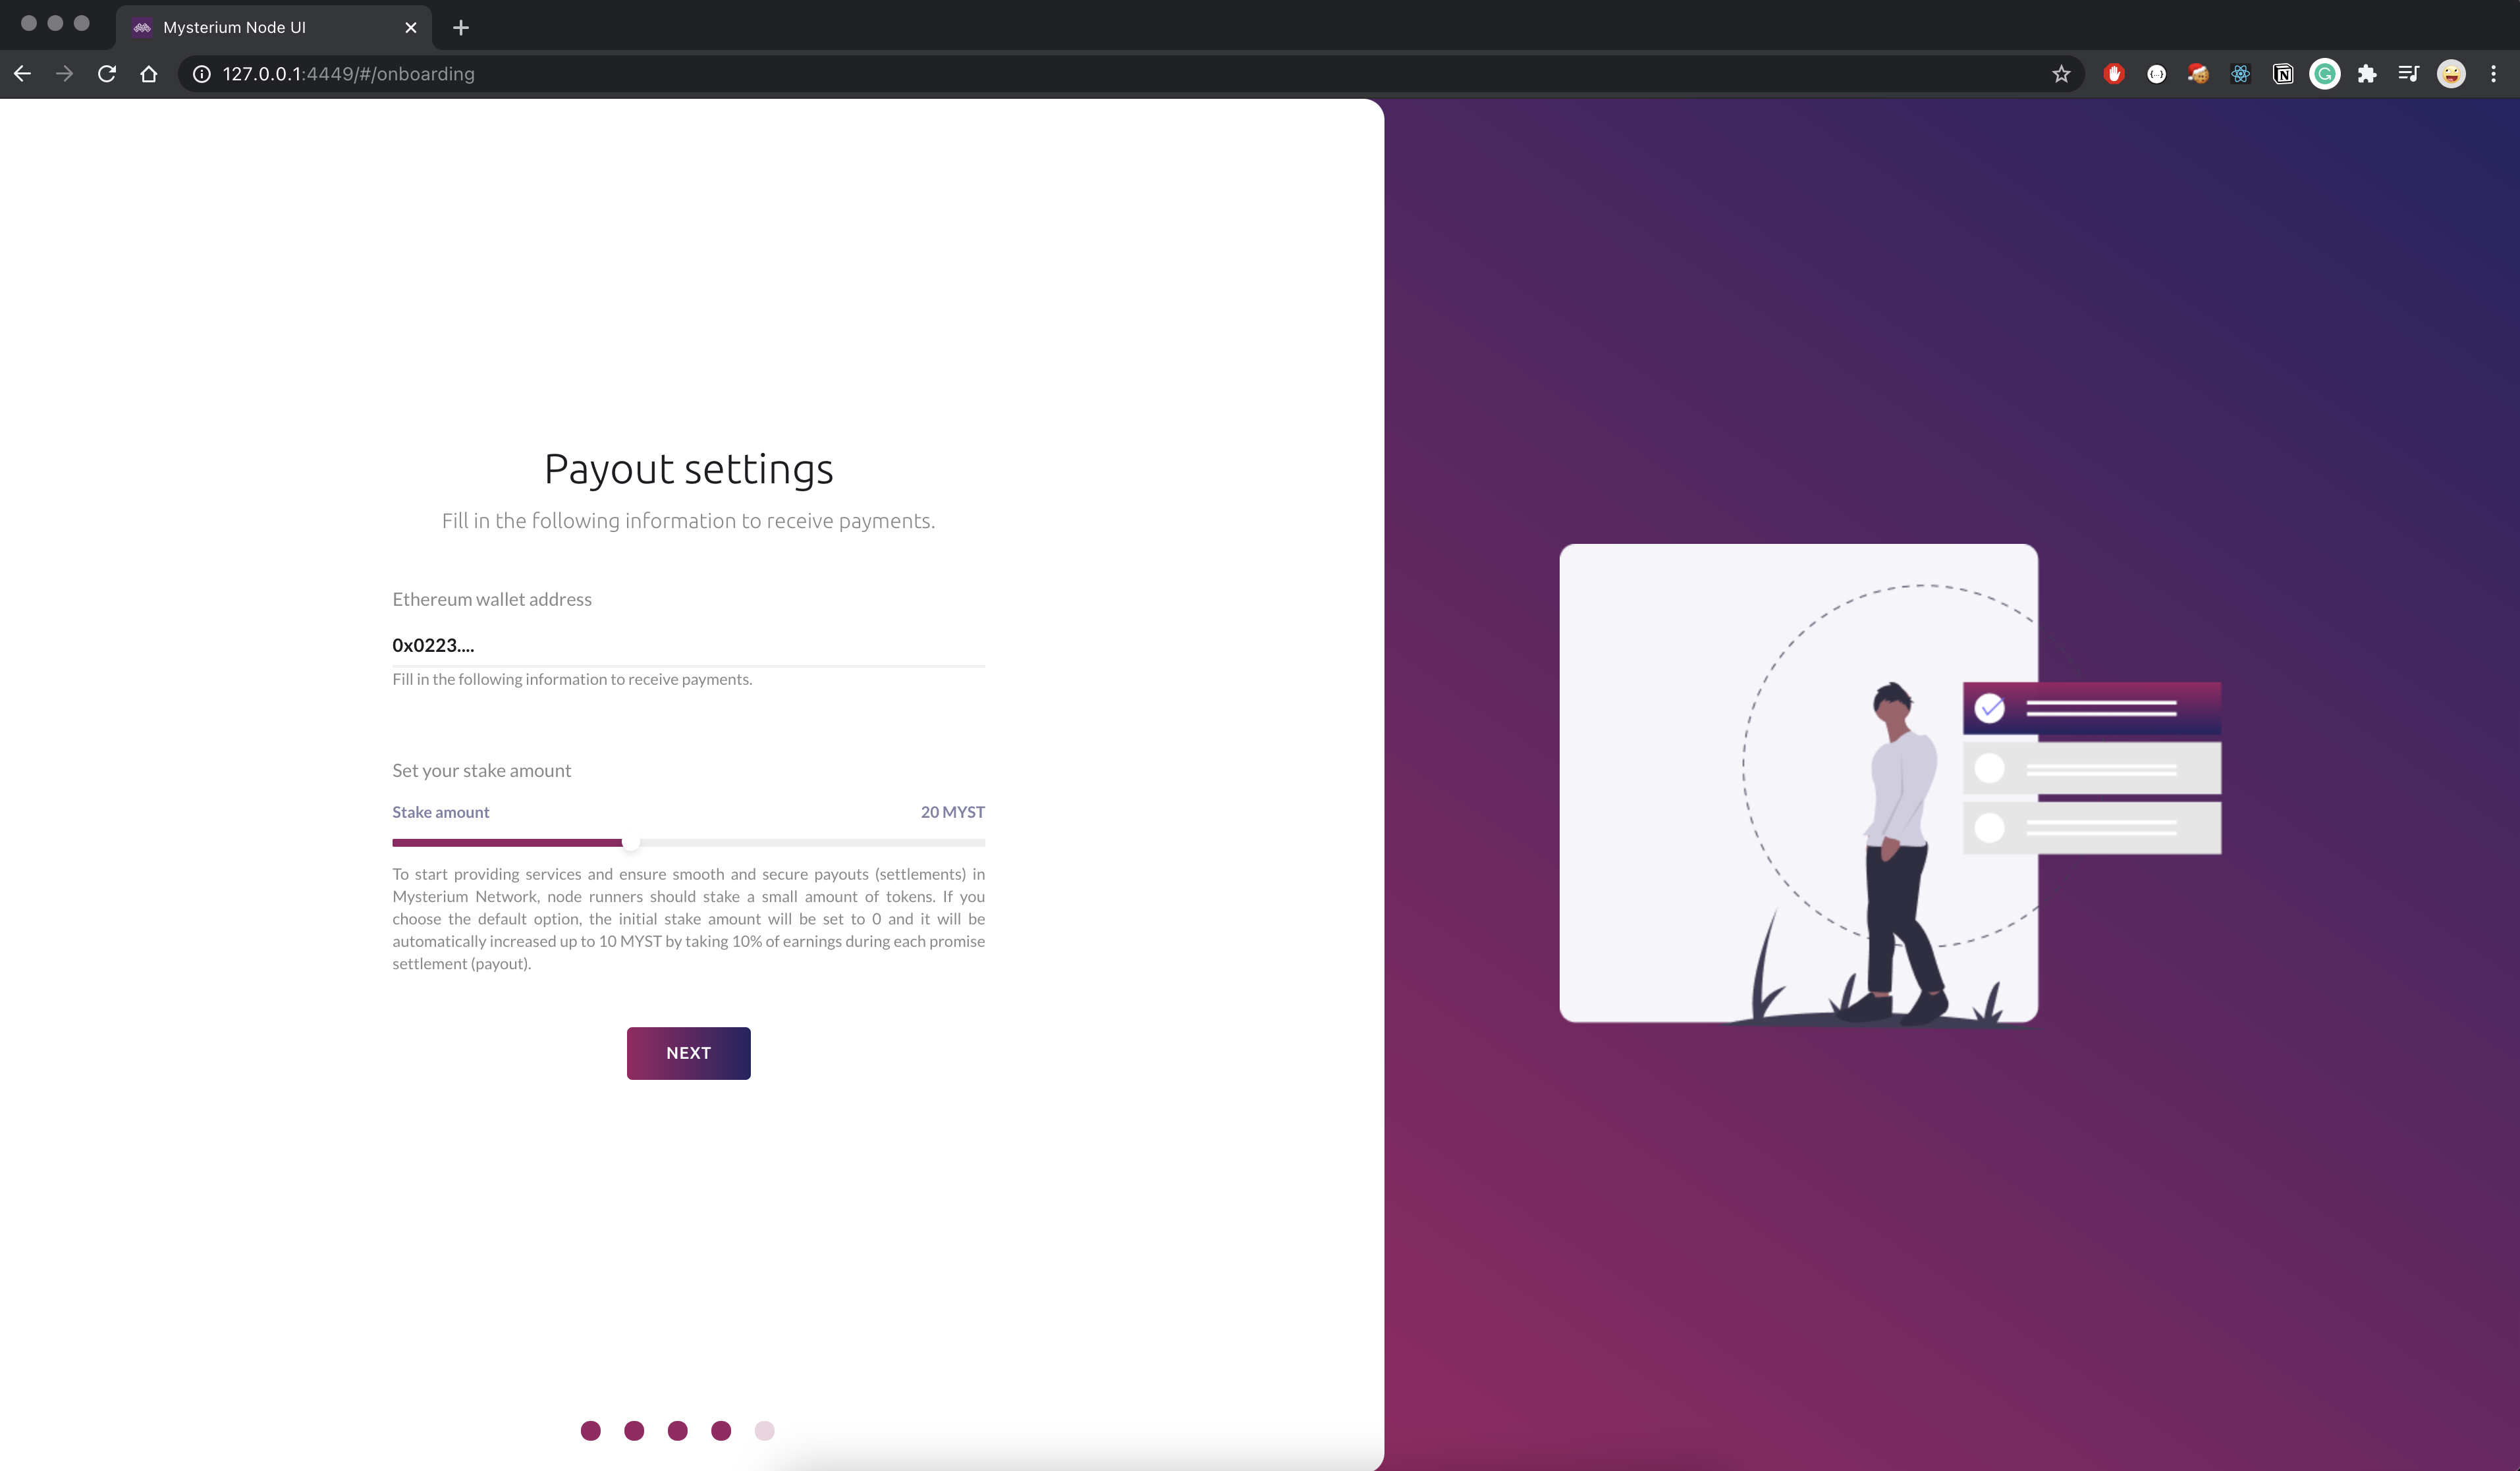 Mysterium Node UI
127.0.0.1:4449/#/onboarding
Payout settings
Fill in the following information to receive payments.
Ethereum wallet address
0x0223....
Fill in the following information to receive payments.
Set your stake amount
Stake amount 20 MYST
To start providing services and ensure smooth and secure payouts (settlements) in
Mysterium Network, node runners should stake a small amount of tokens. If you
choose the default option, the initial stake amount will be set to 0 and it will be
automatically increased up to 10 MYST by taking 10% of earnings during each promise
settlement (payout).
NEXT